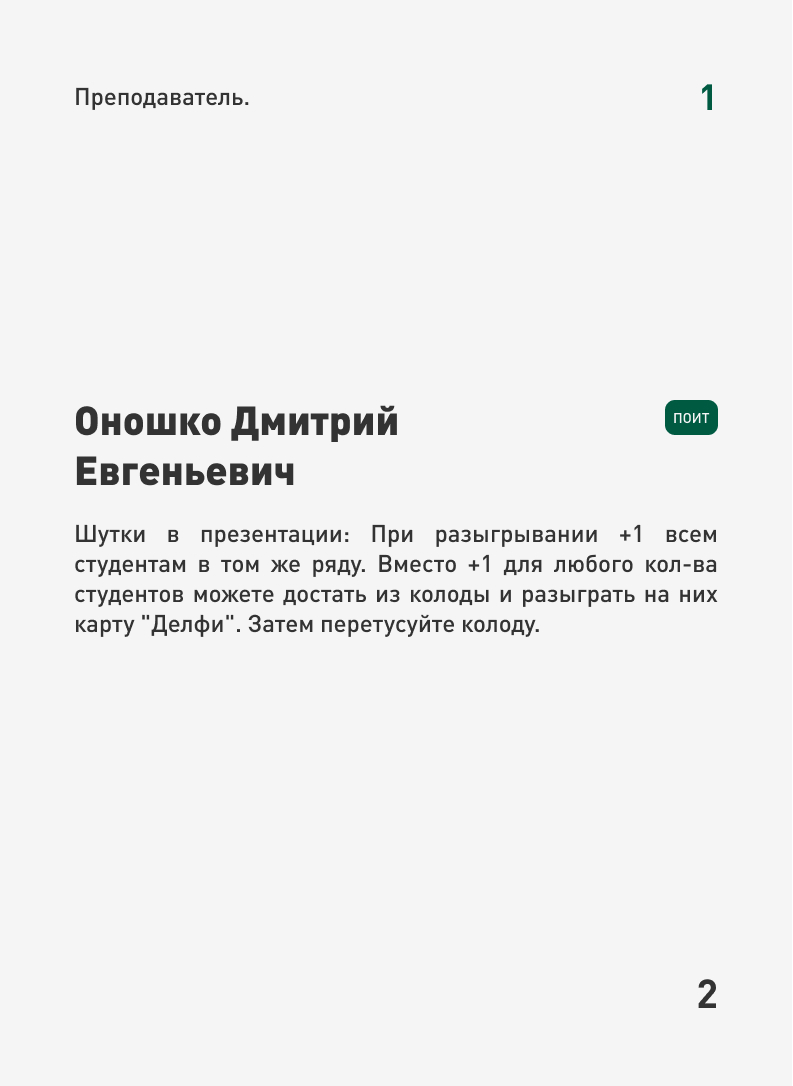 Преподаватель. 1
Оношко Дмитрий ПОИТ
Евгеньевич
Шутки в презентации: При разыгрывании +1 всем
студентам в том же ряду. Вместо +1 для любого кол-ва
студентов можете достать из колоды и разыграть на них
карту "Делфи". Затем перетусуйте колоду.
2